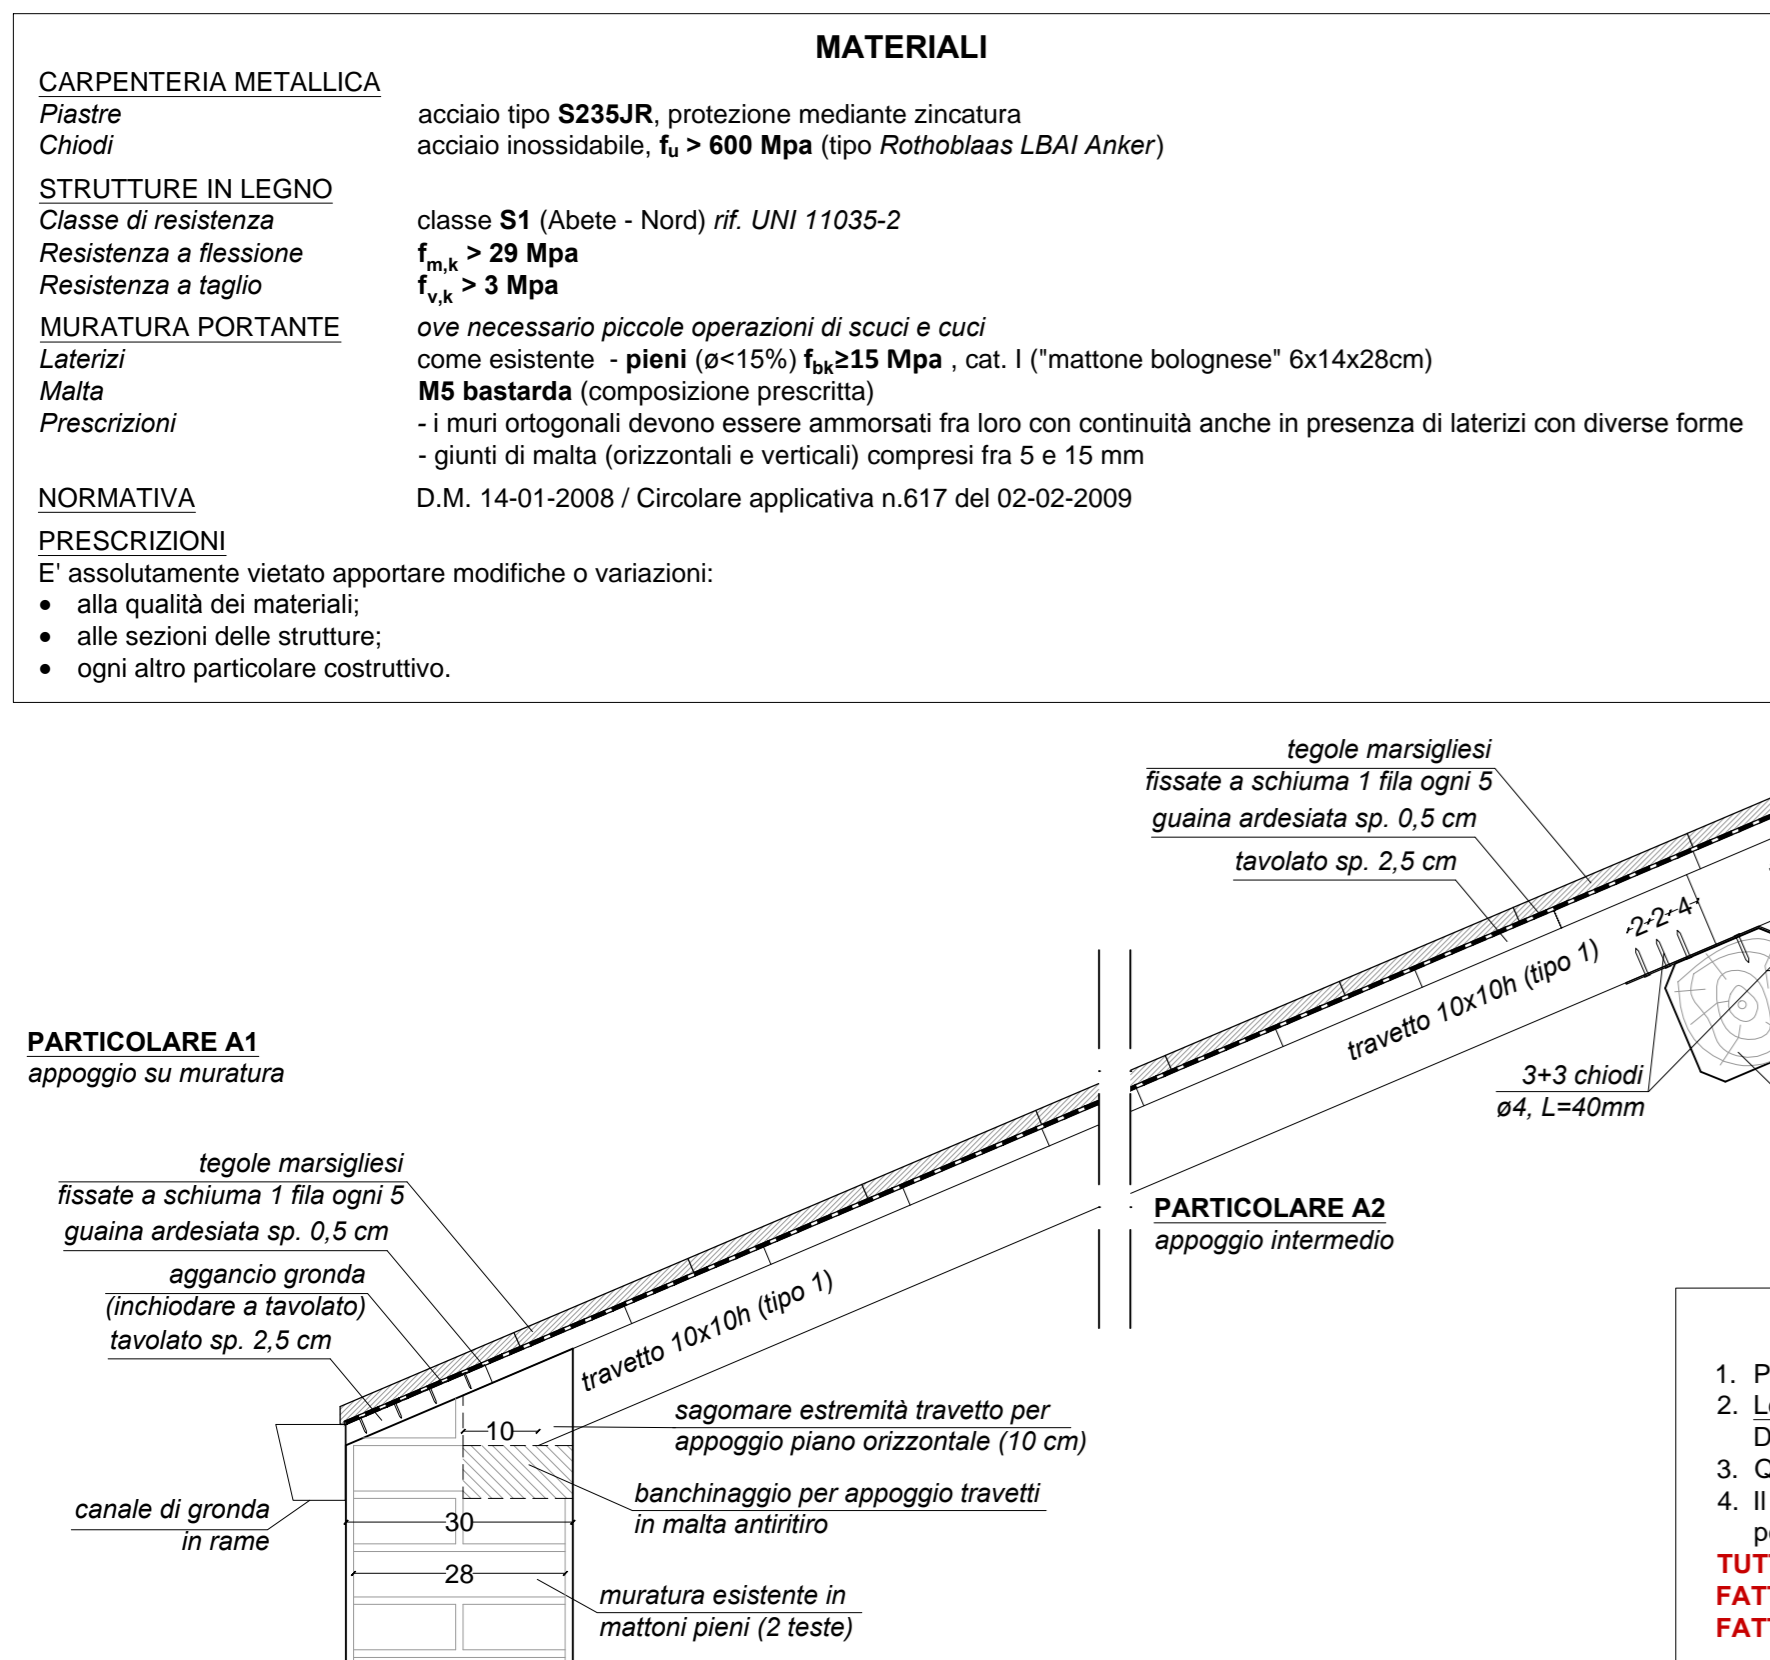 MATERIALI
CARPENTERIA METALLICA
Piastre acciaio tipo S235JR, protezione mediante zincatura
Chiodi acciaio inossidabile, fu > 600 Mpa (tipo Rothoblaas LBAI Anker)
STRUTTURE IN LEGNO
Classe di resistenza classe S1 (Abete - Nord) rif. UNI 11035-2
Resistenza a flessione fm,k > 29 Mpa
Resistenza a taglio fv,k > 3 Mpa
MURATURA PORTANTE ove necessario piccole operazioni di scuci e cuci
Laterizi come esistente - pieni (ø<15%) fbk≥15 Mpa , cat. I ("mattone bolognese" 6x14x28cm)
Malta M5 bastarda (composizione prescritta)
Prescrizioni - i muri ortogonali devono essere ammorsati fra loro con continuità anche in presenza di laterizi con diverse forme
- giunti di malta (orizzontali e verticali) compresi fra 5 e 15 mm
NORMATIVA D.M. 14-01-2008 / Circolare applicativa n.617 del 02-02-2009
PRESCRIZIONI
E' assolutamente vietato apportare modifiche o variazioni:
• alla qualità dei materiali;
• alle sezioni delle strutture;
• ogni altro particolare costruttivo.
tegole marsigliesi
fissate a schiuma 1 fila ogni 5
guaina ardesiata sp. 0,5 cm
tavolato sp. 2,5 cm
2 2 4
travetto 10x10h (tipo 1)
3+3 chiodi
ø4, L=40mm
PARTICOLARE A2
appoggio intermedio
PARTICOLARE A1
appoggio su muratura
tegole marsigliesi
fissate a schiuma 1 fila ogni 5
guaina ardesiata sp. 0,5 cm
aggancio gronda
(inchiodare a tavolato)
tavolato sp. 2,5 cm
travetto 10x10h (tipo 1)
10
sagomare estremità travetto per
appoggio piano orizzontale (10 cm)
banchinaggio per appoggio travetti
in malta antiritiro
canale di gronda
in rame
30
28
muratura esistente in
mattoni pieni (2 teste)
1. P
2. L
D
3. Q
4. Il
p
TUT
FAT
FAT